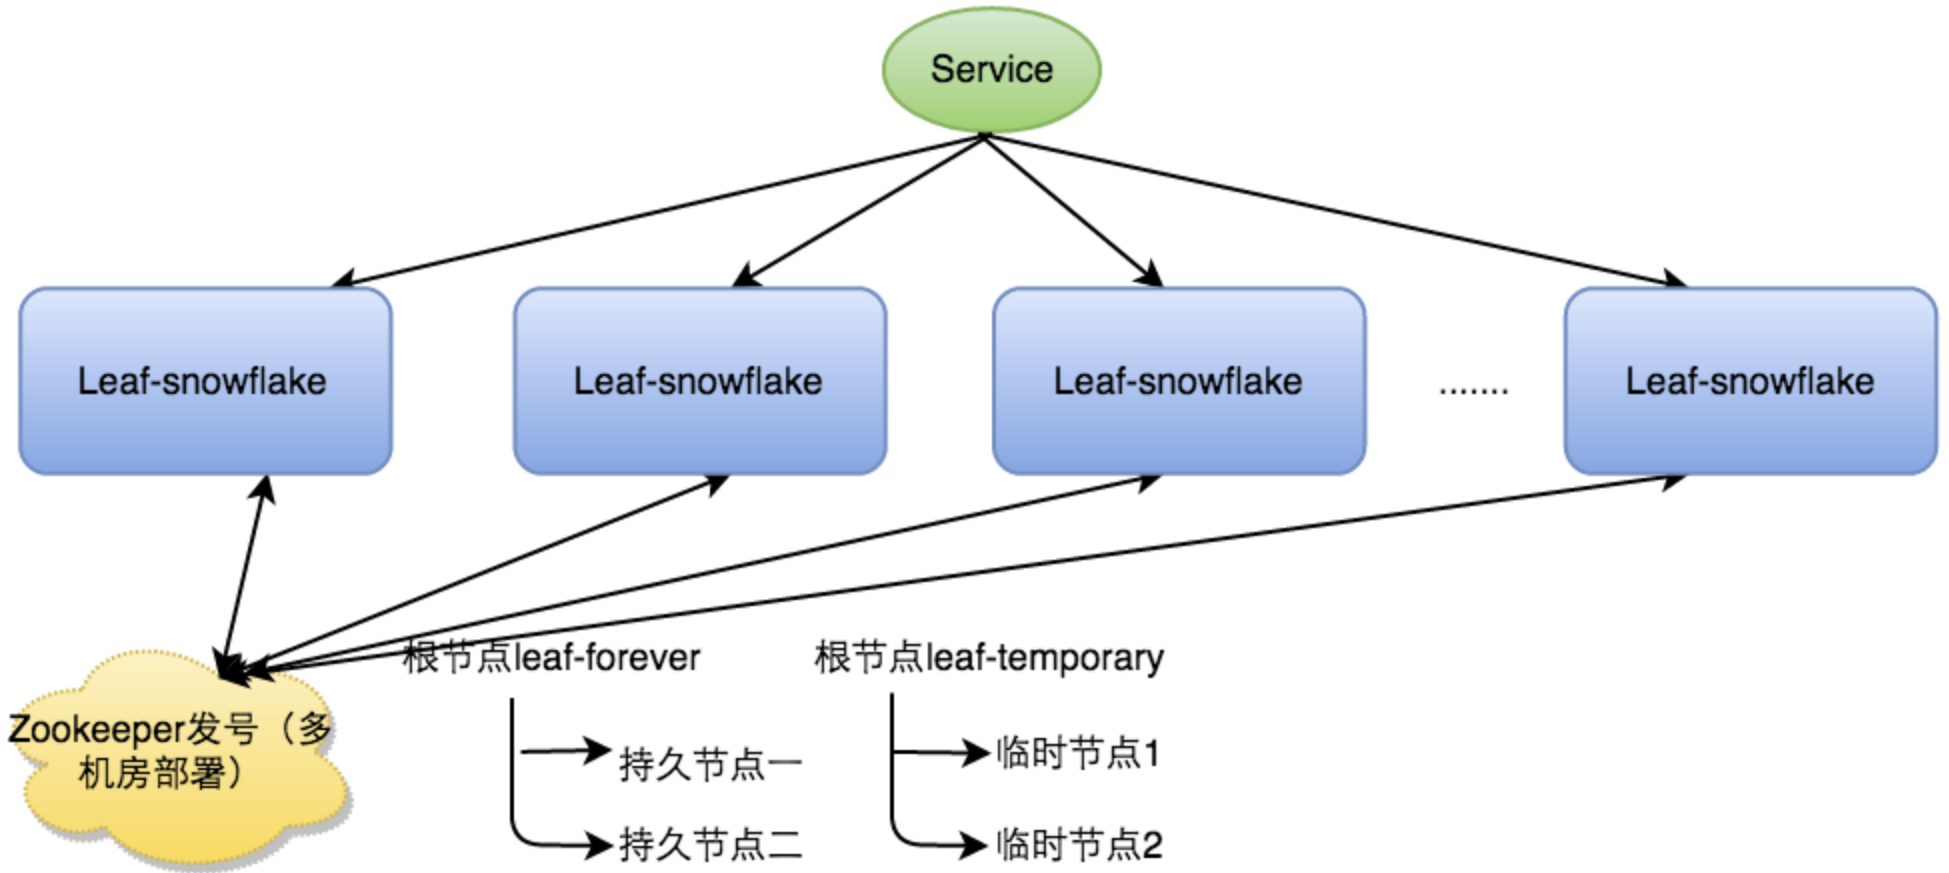 Service
Leaf-snowflake
Leaf-snowflake
Leaf-snowflake
.......
Leaf-snowflake
根节点leaf-forever
根节点leaf-temporary
Zookeeper发号（多
机房部署）
持久节点一
临时节点1
持久节点二
临时节点2